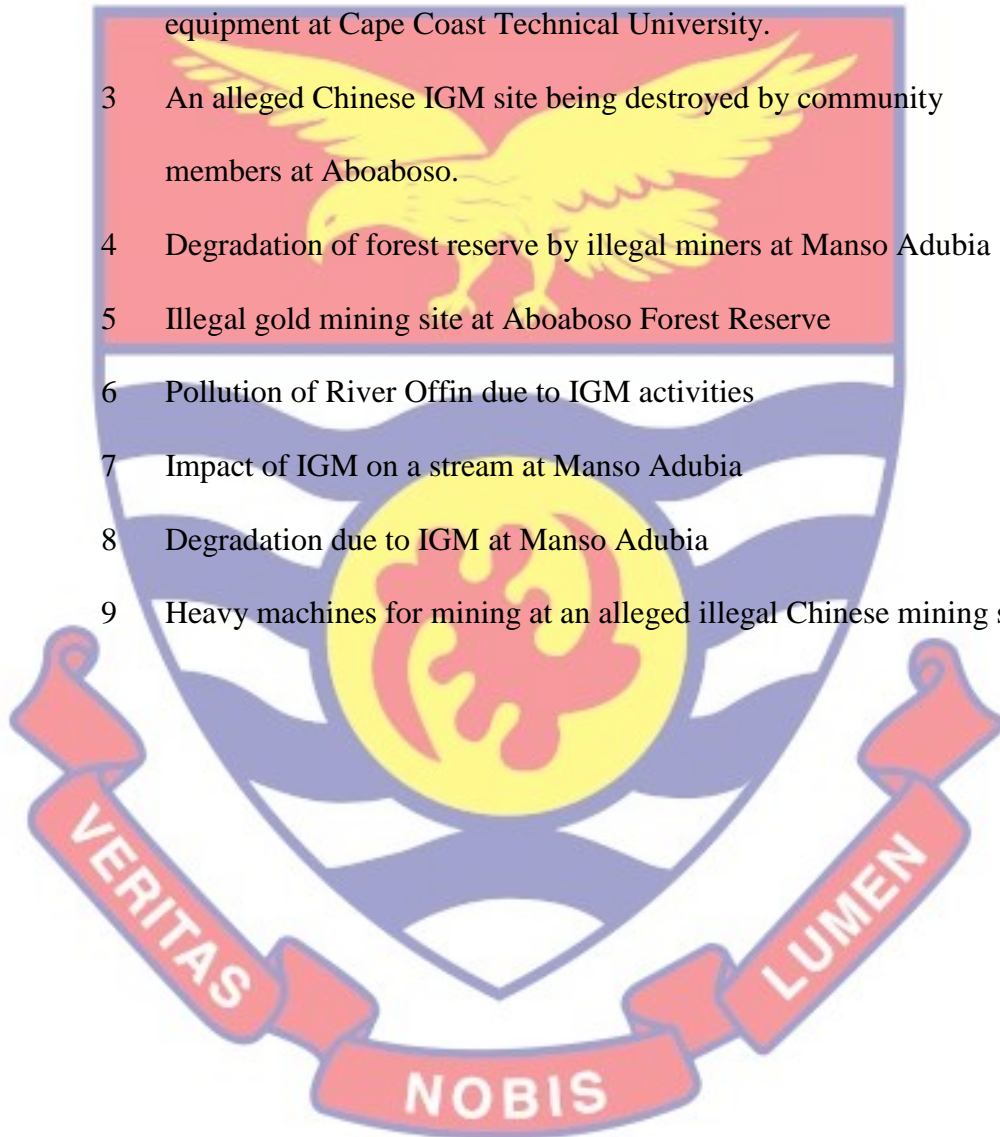 equipment at Cape Coast Technical University.
3 An alleged Chinese IGM site being destroyed by community
members at Aboaboso.
4 Degradation of forest reserve by illegal miners at Manso Adubia
5 Illegal gold mining site at Aboaboso Forest Reserve
6 Pollution of River Offin due to IGM activities
7 Impact of IGM on a stream at Manso Adubia
8 Degradation due to IGM at Manso Adubia
9 Heavy machines for mining at an alleged illegal Chinese mining
VERITAS
NOBIS
LUMEN